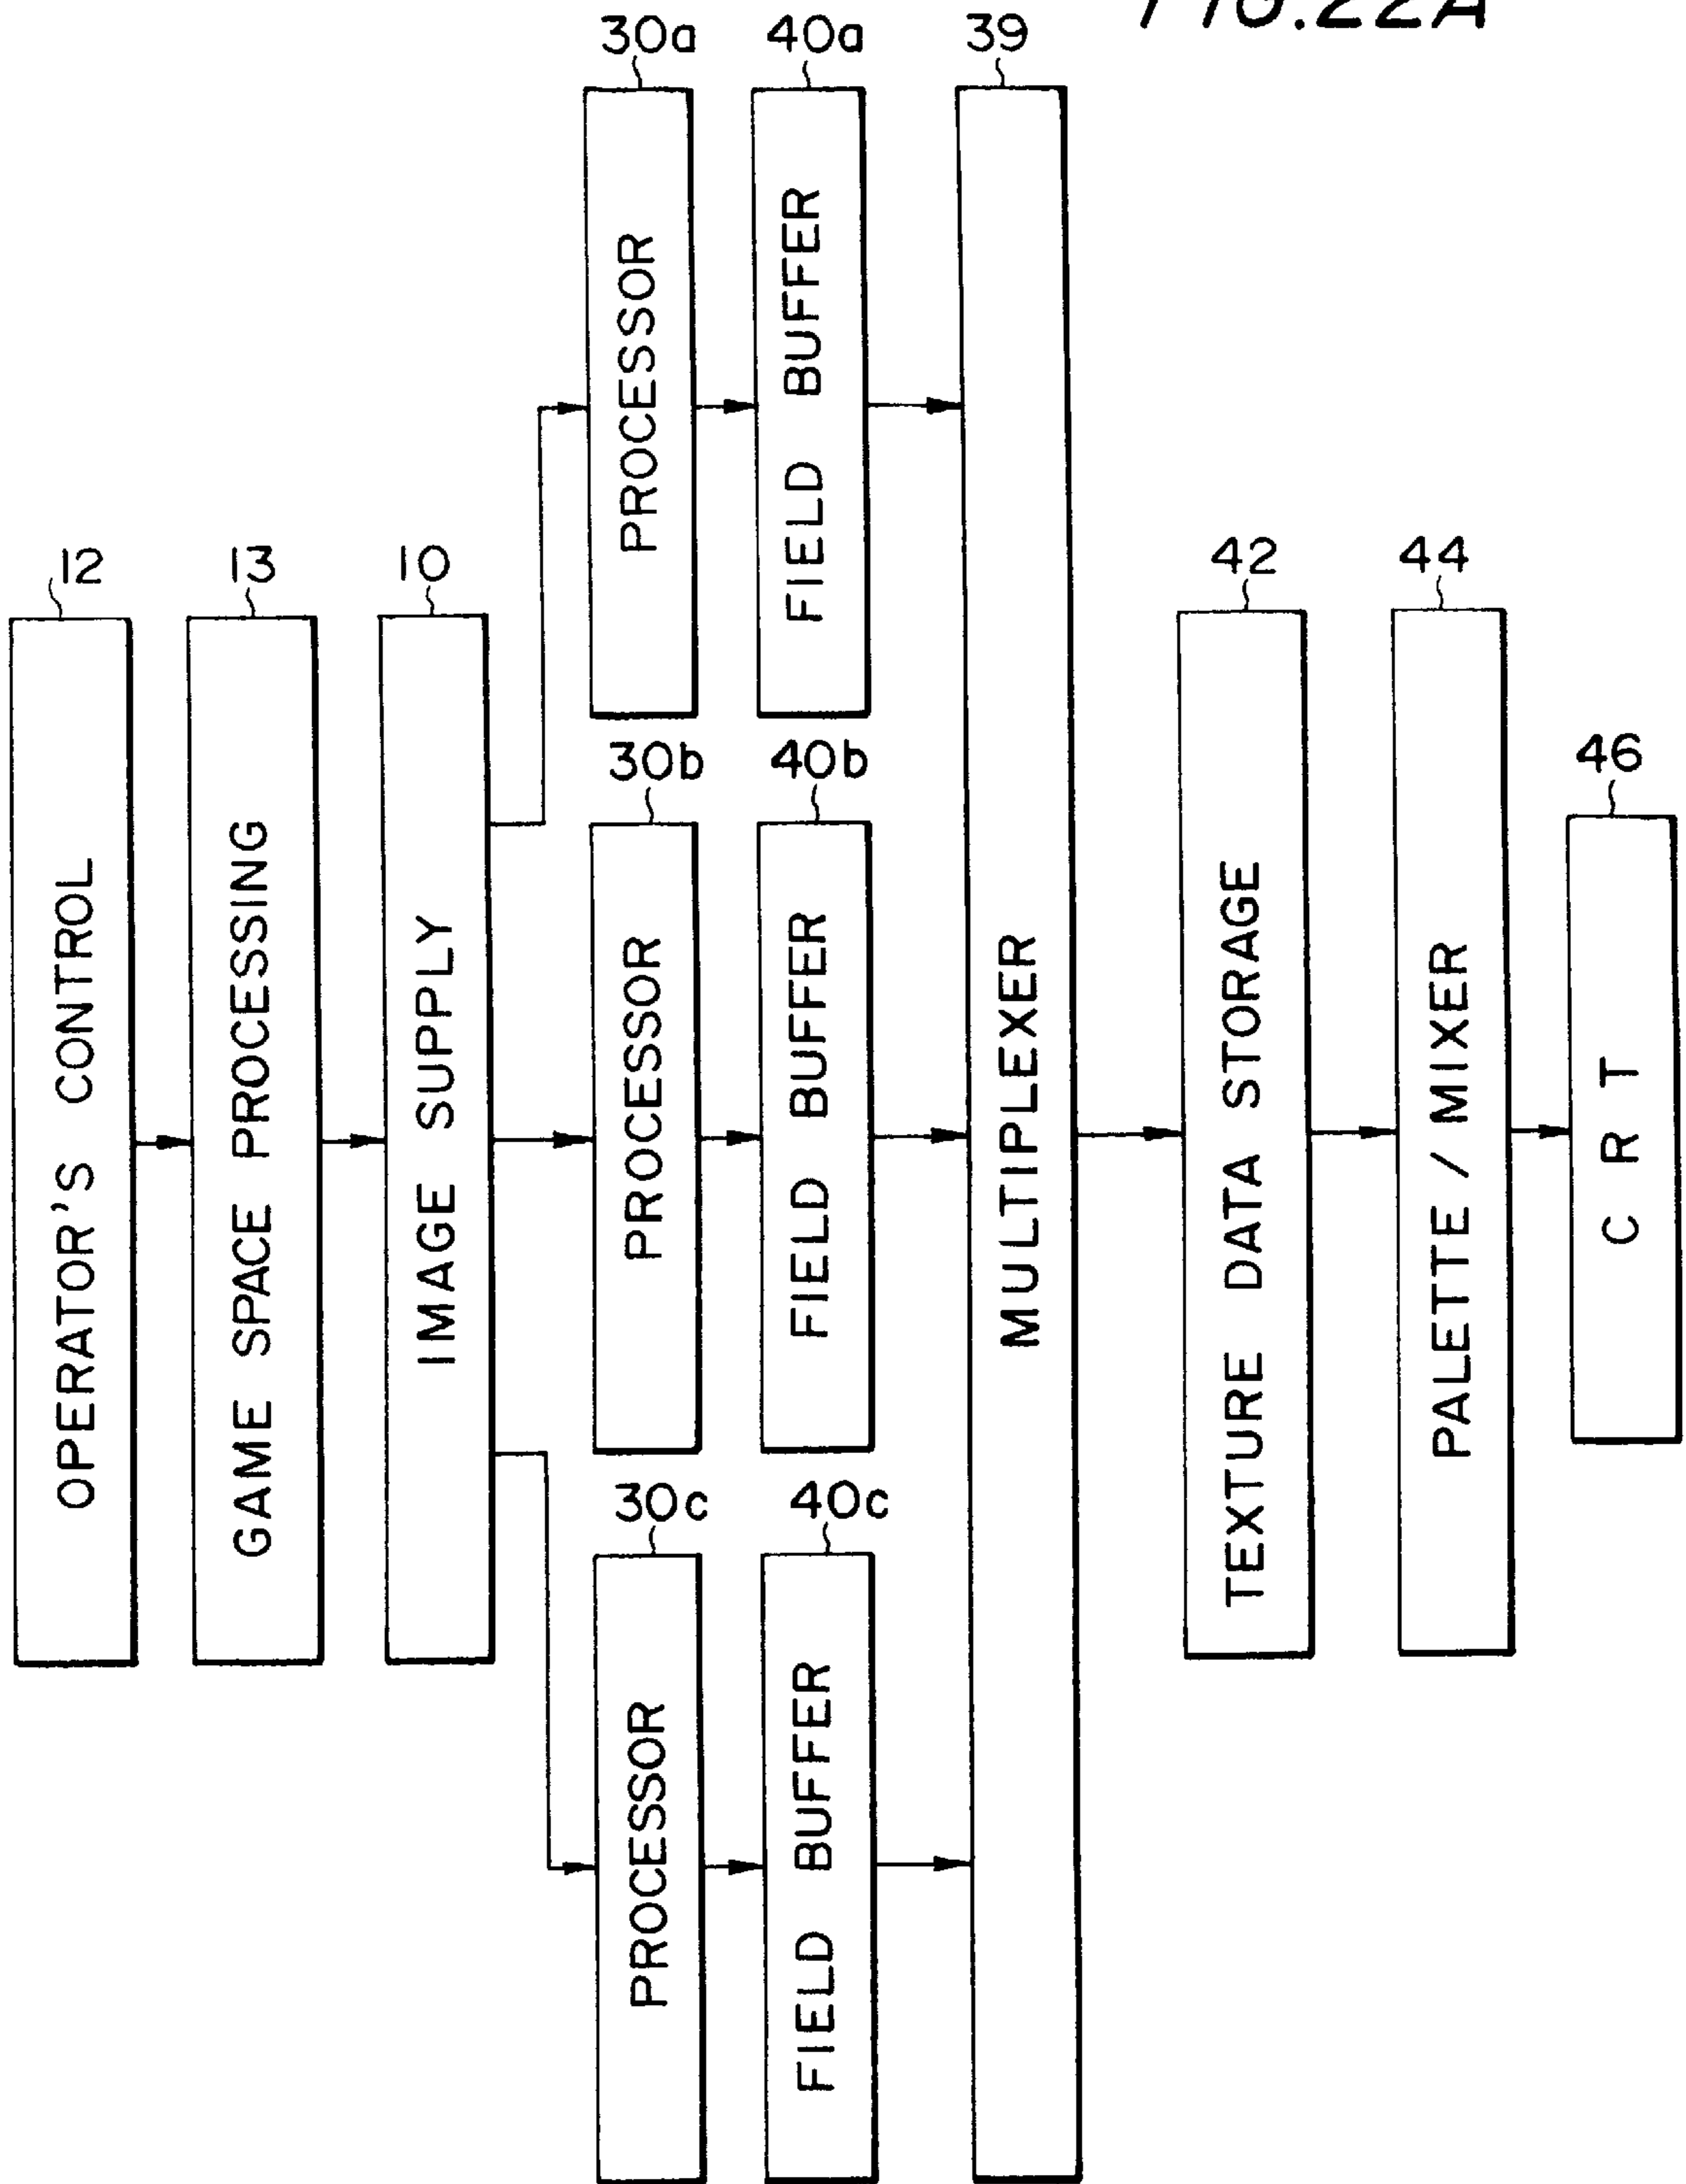 FIG.22A
12
OPERATOR'S CONTROL
13
GAME SPACE PROCESSING
10
IMAGE SUPPLY
30a
PROCESSOR
40a
FIELD BUFFER
30b
PROCESSOR
40b
FIELD BUFFER
30c
PROCESSOR
40c
FIELD BUFFER
39
MULTIPLEXER
42
TEXTURE DATA STORAGE
44
PALETTE / MIXER
46
C R T